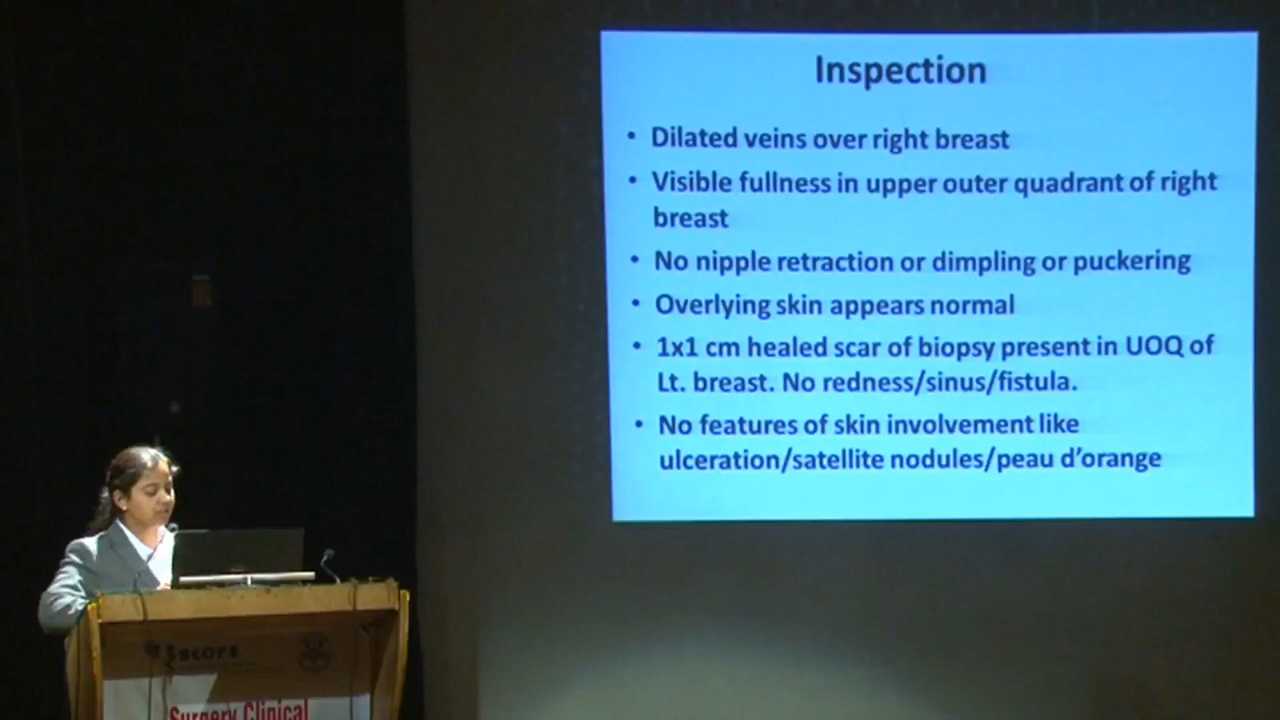 Inspection
• Dilated veins over right breast
• Visible fullness in upper outer quadrant of right
breast
• No nipple retraction or dimpling or puckering
• Overlying skin appears normal
• 1x1 cm healed scar of biopsy present in UOQ of
Lt. breast. No redness/sinus/fistula.
• No features of skin involvement like
ulceration/satellite nodules/peau d’orange
SCOPE
Surgery Clinical